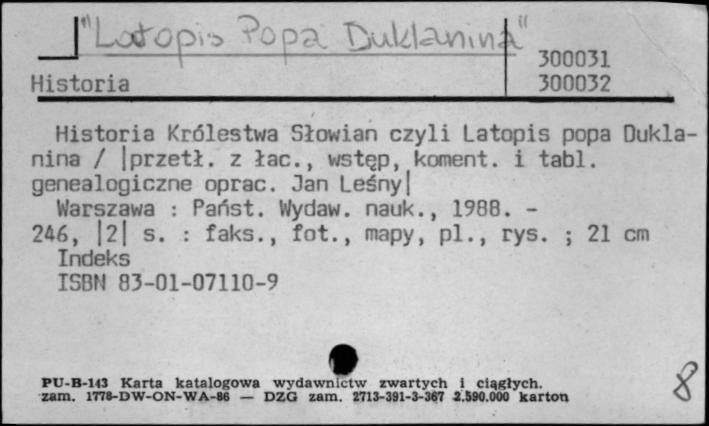 "Latopis Popa Duklanina"
300031
Historia 300032
Historia Królestwa Słowian czyli Latopis popa Dukla-
nina / |przetł. z łac., wstęp, koment. i tabl.
genealogiczne oprac. Jan Leśny|
Warszawa : Państ. Wydaw. nauk., 1988. -
246, |2| s. : faks., fot., mapy, pl., rys. ; 21 cm
Indeks
ISBN 83-01-07110-9
PU-B-143 Karta katalogowa wydawnictw zwartych i ciągłych.
zam. 1778-DW-ON-WA-86 — DZG zam. 2713-391-3-367 2.590.000 karton
8